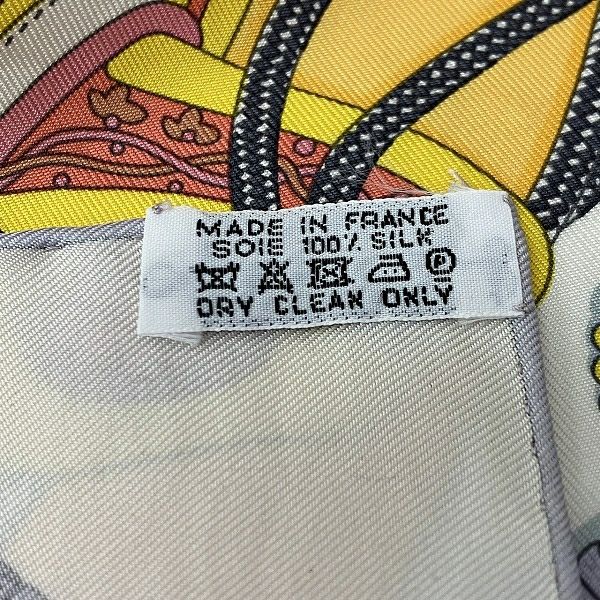 MADE IN FRANCE
SOIE 100% SILK
P
DRY CLEAN ONLY